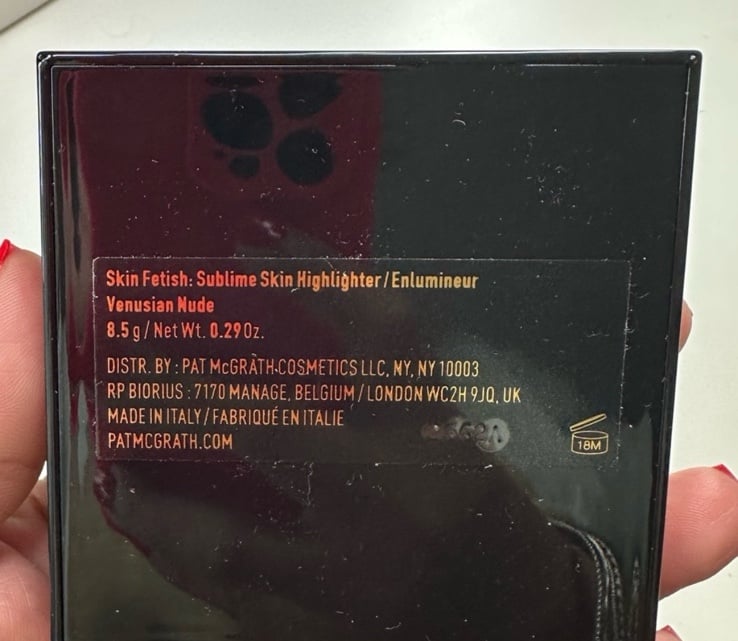 Skin Fetish: Sublime Skin Highlighter / Enlumineur
Venusian Nude
8.5 g / Net Wt. 0.29 Oz.
DISTR. BY : PAT McGRATH COSMETICS LLC, NY, NY 10003
RP BIORIUS : 7170 MANAGE, BELGIUM / LONDON WC2H 9JQ, UK
MADE IN ITALY / FABRIQUÉ EN ITALIE
PATMCGRATH.COM
18M